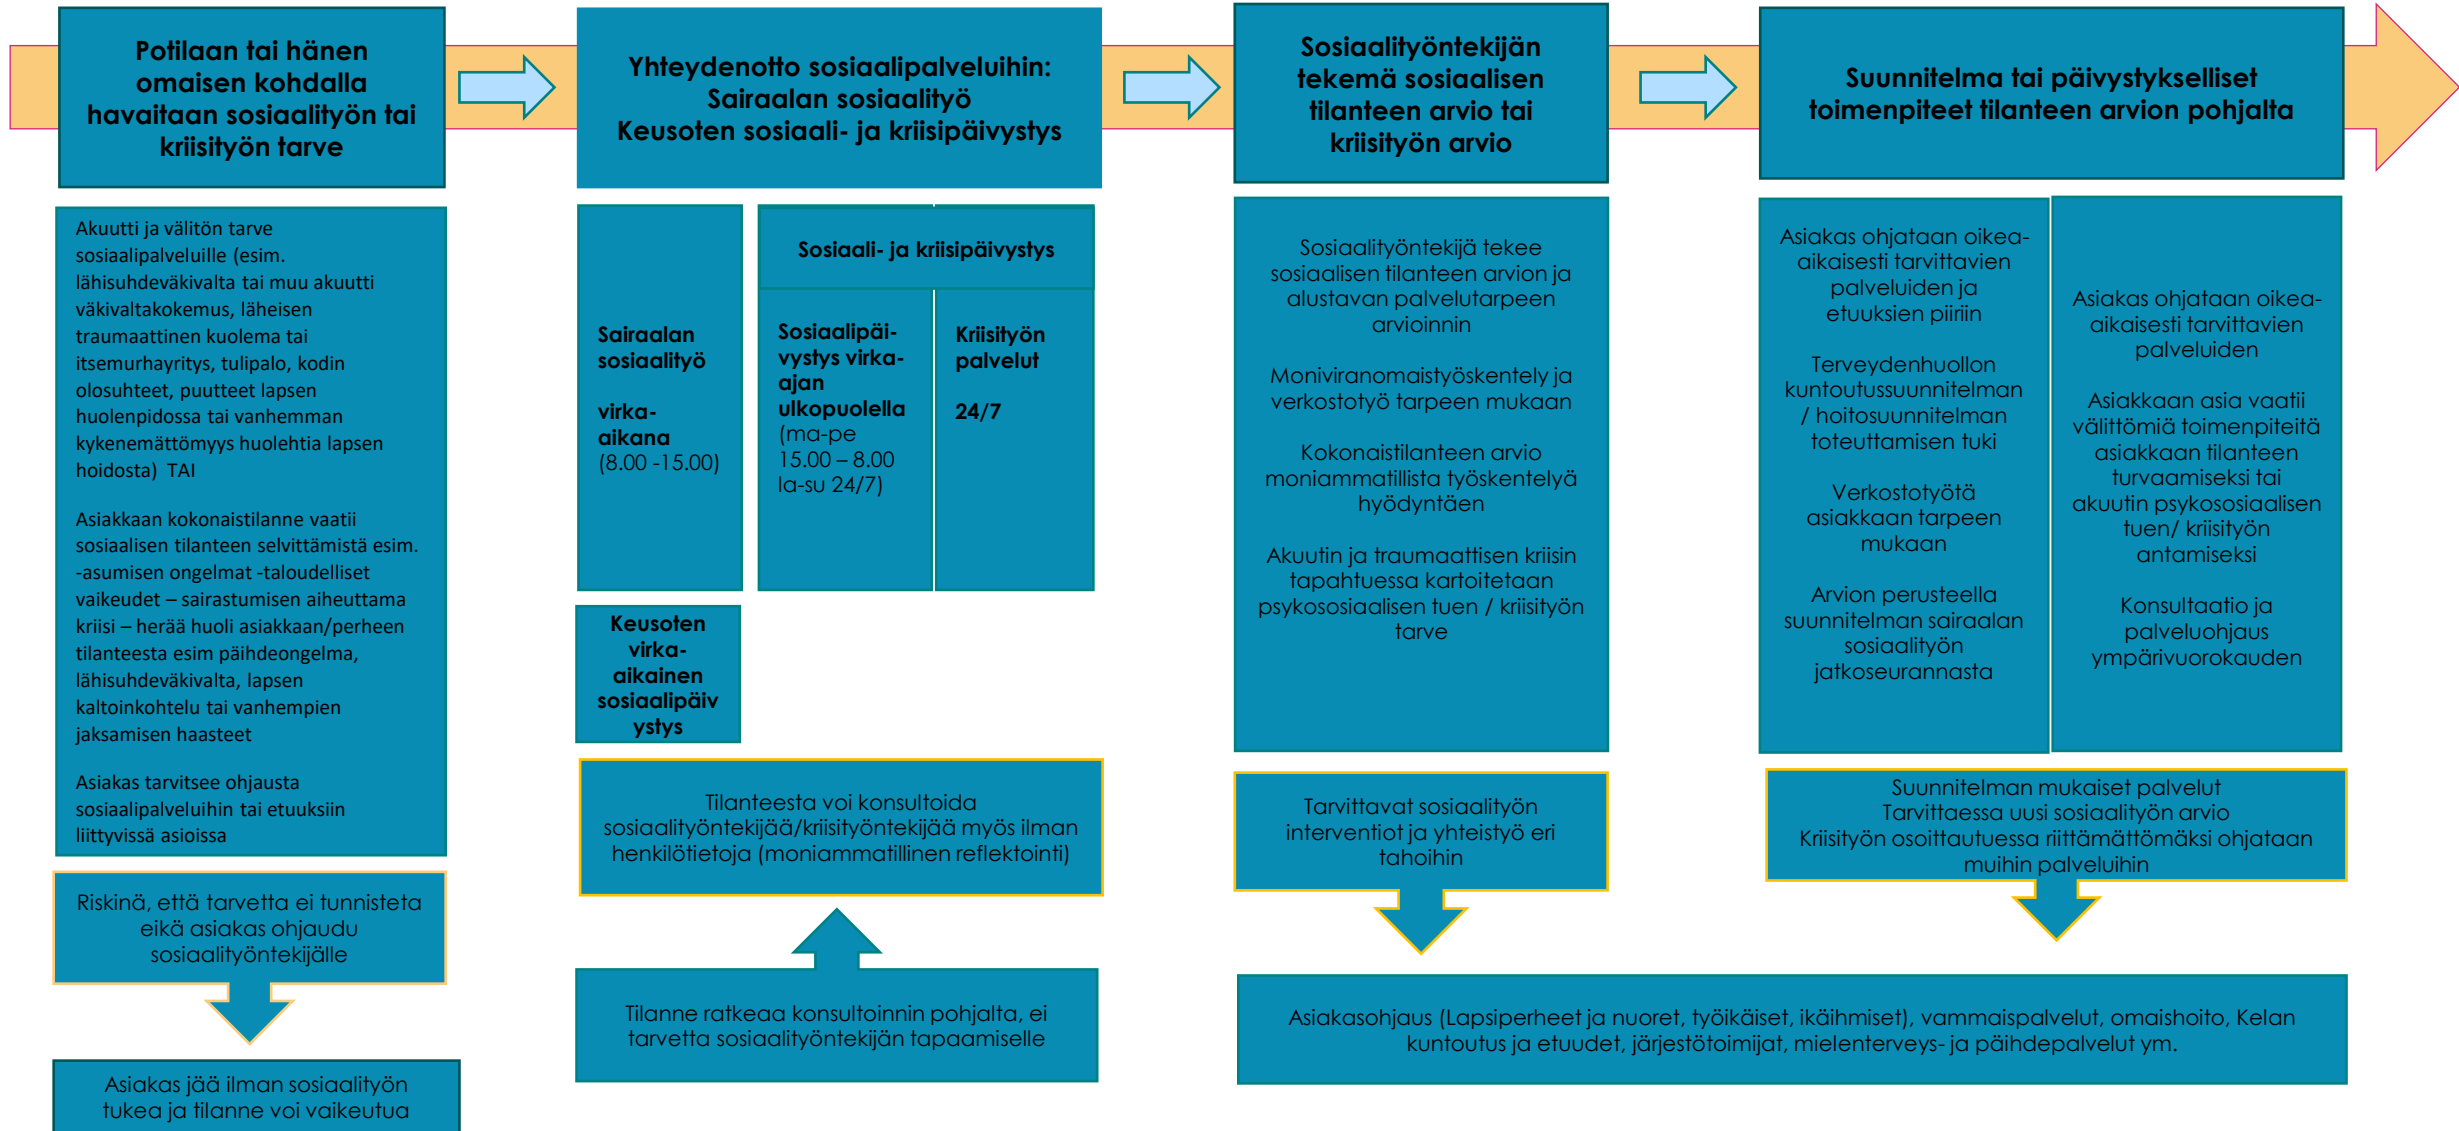 Potilaan tai hänen
omaisen kohdalla
havaitaan sosiaalityön tai
kriisityön tarve
Yhteydenotto sosiaalipalveluihin:
Sairaalan sosiaalityö
Keusoten sosiaali- ja kriisipäivystys
Sosiaalityöntekijän
tekemä sosiaalisen
tilanteen arvio tai
kriisityön arvio
Suunnitelma tai päivystykselliset
toimenpiteet tilanteen arvion pohjalta
Akuutti ja välitön tarve
sosiaalipalveluille (esim.
lähisuhdeväkivalta tai muu akuutti
väkivaltakokemus, läheisen
traumaattinen kuolema tai
itsemurhayritys, tulipalo, kodin
olosuhteet, puutteet lapsen
huolenpidossa tai vanhemman
kykenemättömyys huolehtia lapsen
hoidosta) TAI
Asiakkaan kokonaistilanne vaatii
sosiaalisen tilanteen selvittämistä esim.
-asumisen ongelmat -taloudelliset
vaikeudet – sairastumisen aiheuttama
kriisi – herää huoli asiakkaan/perheen
tilanteesta esim päihdeongelma,
lähisuhdeväkivalta, lapsen
kaltoinkohtelu tai vanhempien
jaksamisen haasteet
Asiakas tarvitsee ohjausta
sosiaalipalveluihin tai etuuksiin
liittyvissä asioissa
Riskinä, että tarvetta ei tunnisteta
eikä asiakas ohjaudu
sosiaalityöntekijälle
Asiakas jää ilman sosiaalityön
tukea ja tilanne voi vaikeutua
Sairaalan
sosiaalityö
virka-
aikana
(8.00 -15.00)
Sosiaali- ja kriisipäivystys
Sosiaalipäi-
vystys virka-
ajan
ulkopuolella
(ma-pe
15.00 – 8.00
la-su 24/7)
Kriisityön
palvelut
24/7
Keusoten
virka-
aikainen
sosiaalipäiv
ystys
Tilanteesta voi konsultoida
sosiaalityöntekijää/kriisityöntekijää myös ilman
henkilötietoja (moniammatillinen reflektointi)
Tilanne ratkeaa konsultoinnin pohjalta, ei
tarvetta sosiaalityöntekijän tapaamiselle
Sosiaalityöntekijä tekee
sosiaalisen tilanteen arvion ja
alustavan palvelutarpeen
arvioinnin
Moniviranomaistyöskentely ja
verkostotyö tarpeen mukaan
Kokonaistilanteen arvio
moniammatillista työskentelyä
hyödyntäen
Akuutin ja traumaattisen kriisin
tapahtuessa kartoitetaan
psykososiaalisen tuen / kriisityön
tarve
Tarvittavat sosiaalityön
interventiot ja yhteistyö eri
tahoihin
Asiakas ohjataan oikea-
aikaisesti tarvittavien
palveluiden ja
etuuksien piiriin
Terveydenhuollon
kuntoutussuunnitelman
/ hoitosuunnitelman
toteuttamisen tuki
Verkostotyötä
asiakkaan tarpeen
mukaan
Arvion perusteella
suunnitelman sairaalan
sosiaalityön
jatkoseurannasta
Asiakas ohjataan oikea-
aikaisesti tarvittavien
palveluiden
Asiakkaan asia vaatii
välittömiä toimenpiteitä
asiakkaan tilanteen
turvaamiseksi tai
akuutin psykososiaalisen
tuen/ kriisityön
antamiseksi
Konsultaatio ja
palveluohjaus
ympärivuorokauden
Suunnitelman mukaiset palvelut
Tarvittaessa uusi sosiaalityön arvio
Kriisityön osoittautuessa riittämättömäksi ohjataan
muihin palveluihin
Asiakasohjaus (Lapsiperheet ja nuoret, työikäiset, ikäihmiset), vammaispalvelut, omaishoito, Kelan
kuntoutus ja etuudet, järjestötoimijat, mielenterveys- ja päihdepalvelut ym.